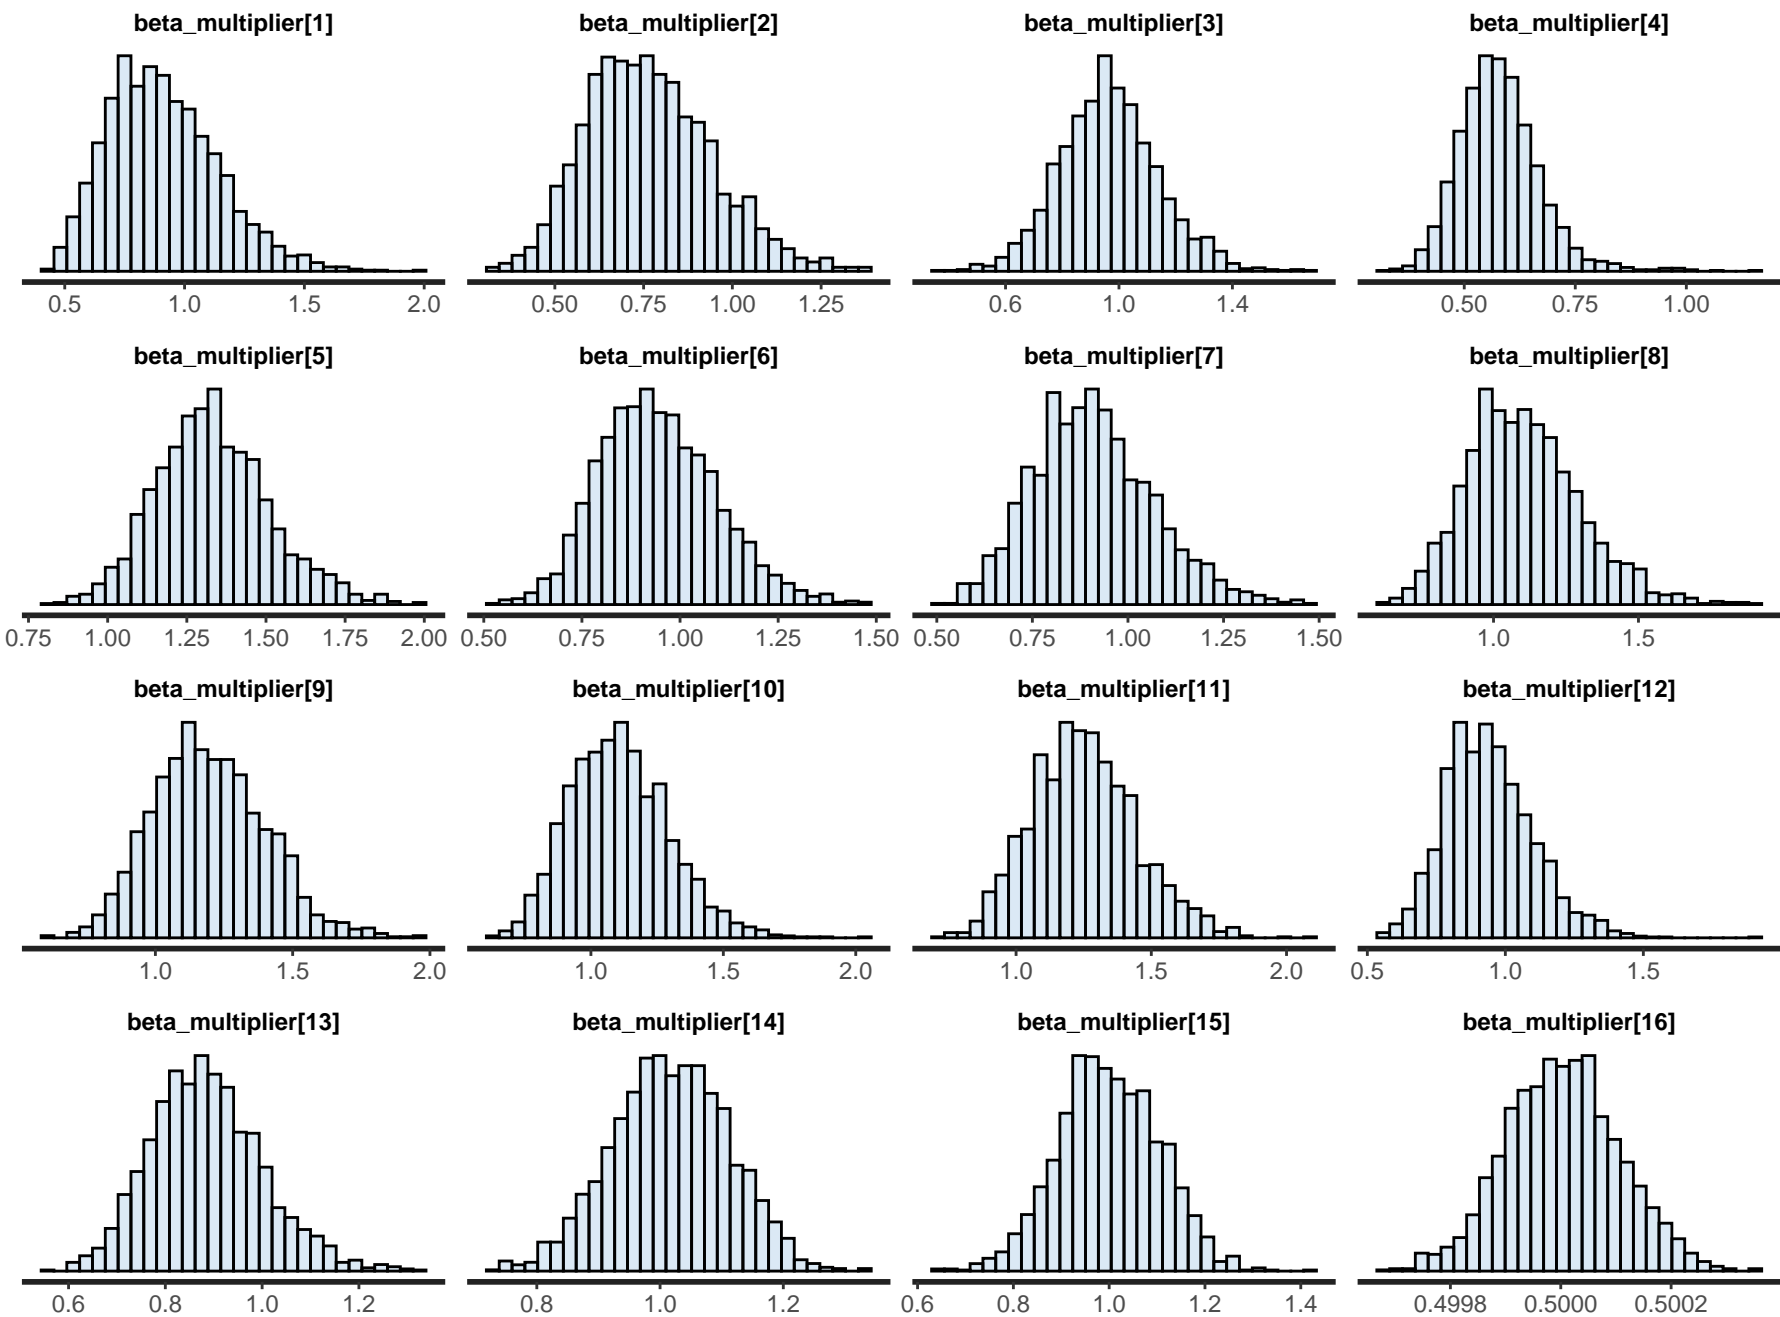 beta_multiplier[1] beta_multiplier[2] beta_multiplier[3] beta_multiplier[4]
0.5 1.0 1.5 2.0 0.50 0.75 1.00 1.25 0.6 1.0 1.4 0.50 0.75 1.00
beta_multiplier[5] beta_multiplier[6] beta_multiplier[7] beta_multiplier[8]
0.75 1.00 1.25 1.50 1.75 2.00 0.50 0.75 1.00 1.25 1.50 0.50 0.75 1.00 1.25 1.50 1.0 1.5
beta_multiplier[9] beta_multiplier[10] beta_multiplier[11] beta_multiplier[12]
1.0 1.5 2.0 1.0 1.5 2.0 1.0 1.5 2.0 0.5 1.0 1.5
beta_multiplier[13] beta_multiplier[14] beta_multiplier[15] beta_multiplier[16]
0.6 0.8 1.0 1.2 0.8 1.0 1.2 0.6 0.8 1.0 1.2 1.4 0.4998 0.5000 0.5002